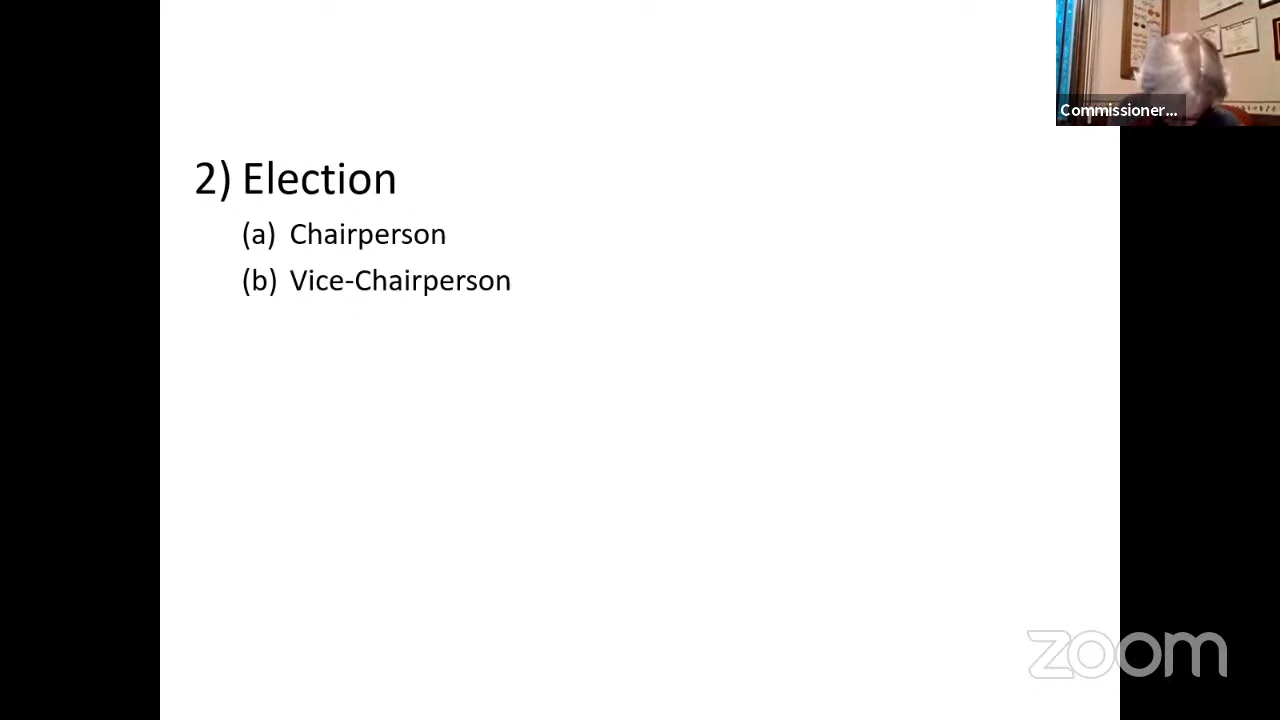 2) Election
(a) Chairperson
(b) Vice-Chairperson
Commissioner...
zoom